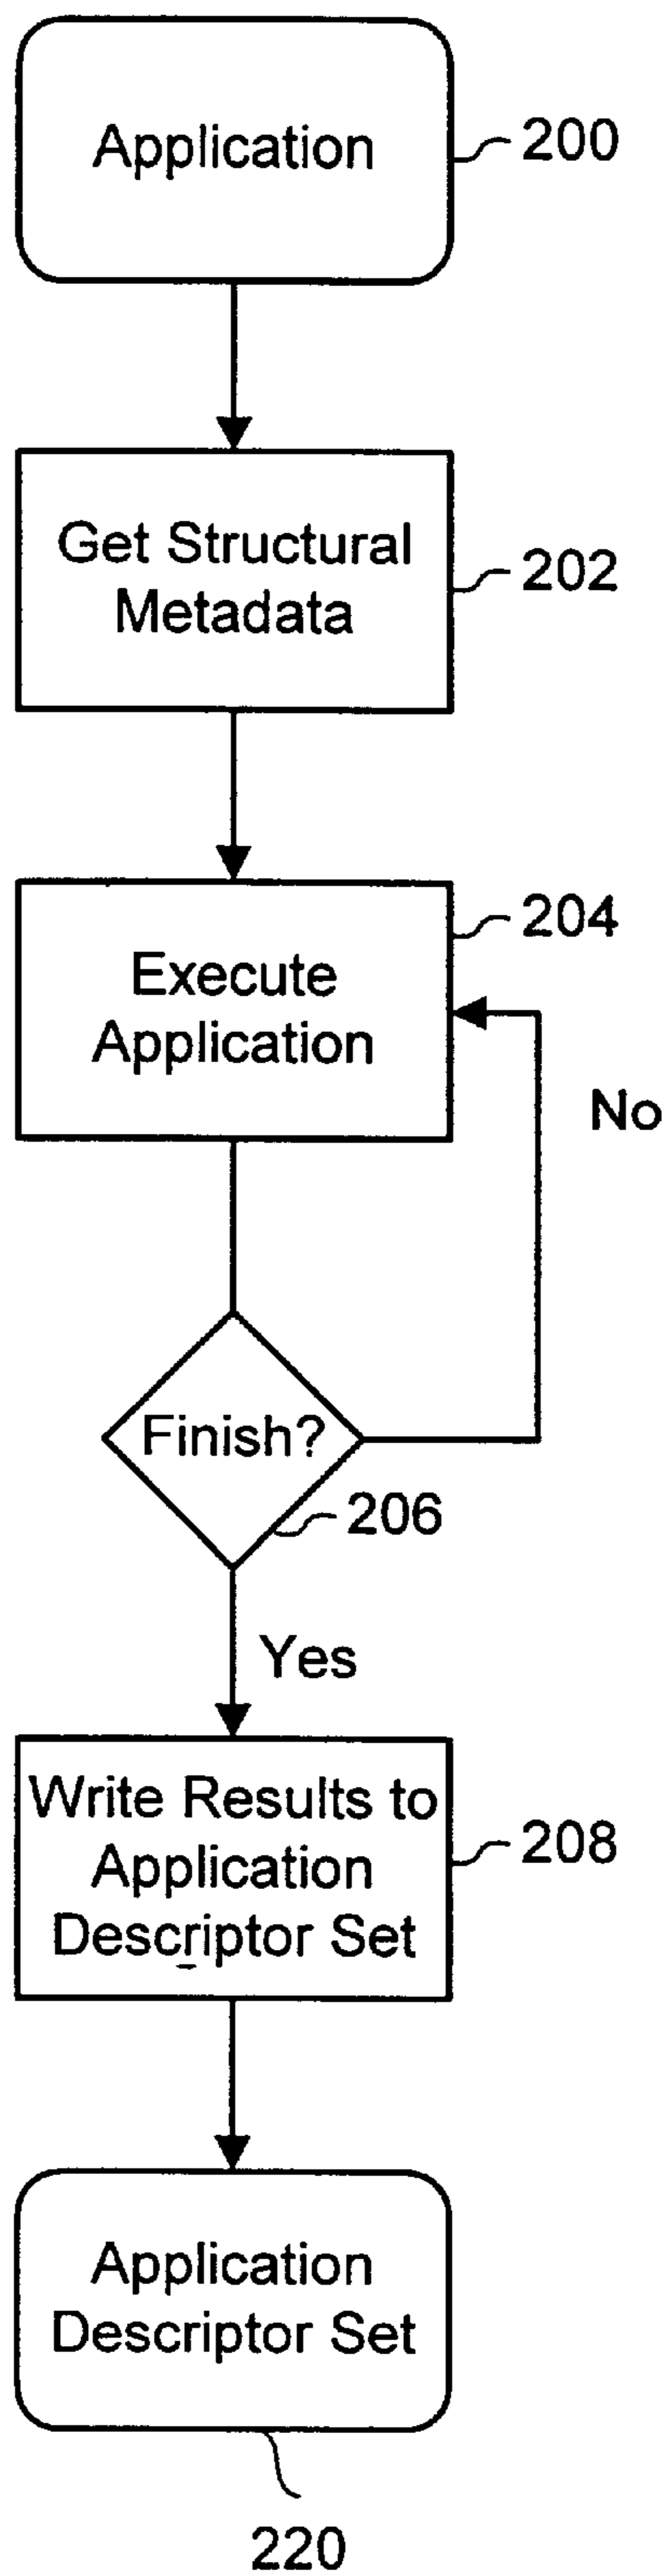 Application
200
Get Structural
Metadata
202
204
Execute
Application
No
Finish?
206
Yes
Write Results to
Application
Descriptor Set
208
Application
Descriptor Set
220